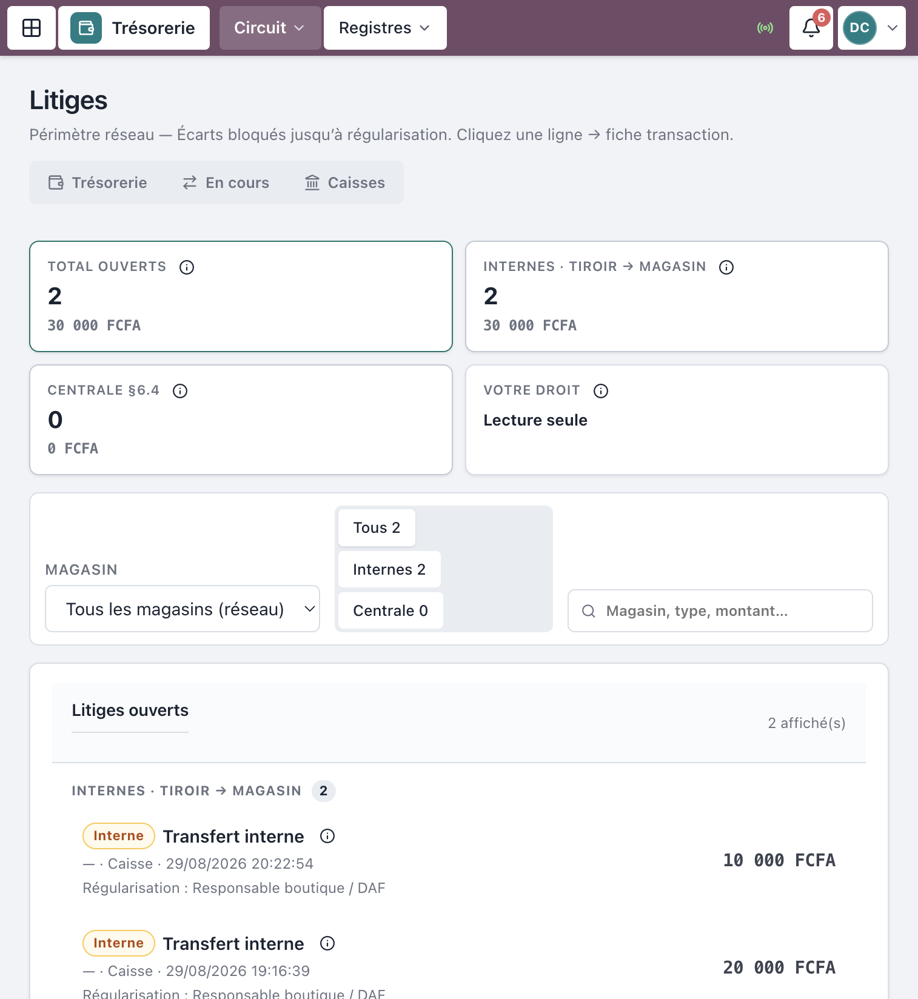 Trésorerie
Circuit
Registres
6
DC
Litiges
Périmètre réseau — Écarts bloqués jusqu’à régularisation. Cliquez une ligne → fiche transaction.
Trésorerie
En cours
Caisses
TOTAL OUVERTS
2
30 000 FCFA
INTERNES · TIROIR → MAGASIN
2
30 000 FCFA
CENTRALE §6.4
0
0 FCFA
VOTRE DROIT
Lecture seule
MAGASIN
Tous les magasins (réseau)
Tous 2
Internes 2
Centrale 0
Magasin, type, montant...
Litiges ouverts
2 affiché(s)
INTERNES · TIROIR → MAGASIN 2
Interne Transfert interne
— · Caisse · 29/08/2026 20:22:54
Régularisation : Responsable boutique / DAF
10 000 FCFA
Interne Transfert interne
— · Caisse · 29/08/2026 19:16:39
Régularisation : Responsable boutique / DAF
20 000 FCFA